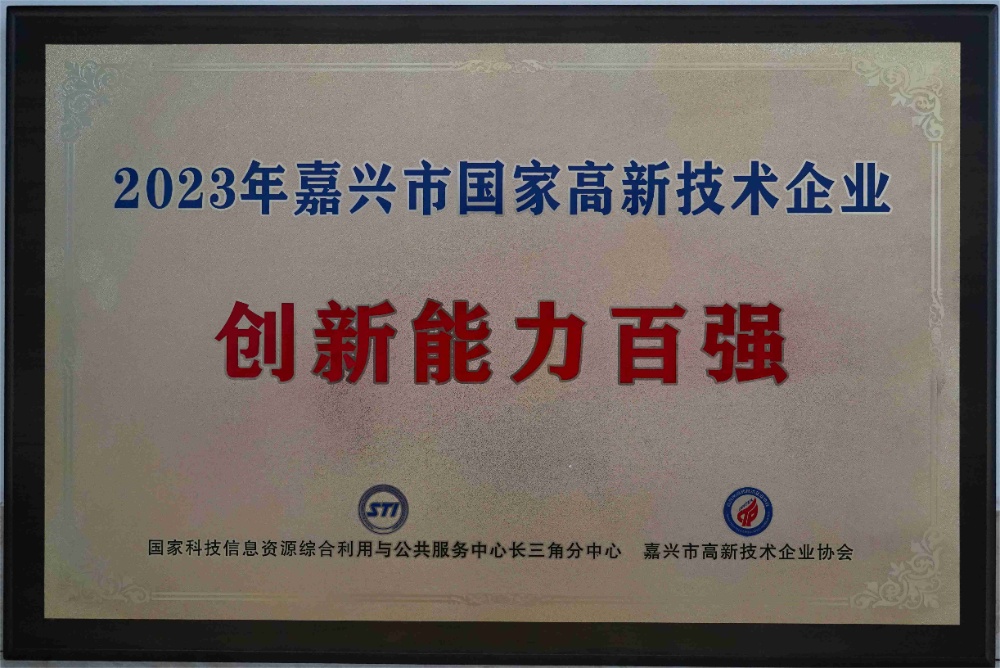 2023年嘉兴市国家高新技术企业
创新能力百强
STI
国家科技信息资源综合利用与公共服务中心长三角分中心 嘉兴市高新技术企业协会